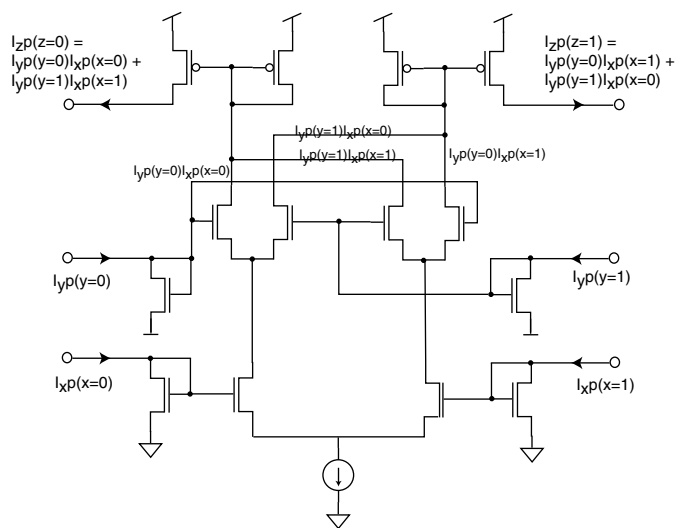 Izp(z=0) =
Iyp(y=0)Ixp(x=0) +
Iyp(y=1)Ixp(x=1)
Izp(z=1) =
Iyp(y=0)Ixp(x=1) +
Iyp(y=1)Ixp(x=0)
Iyp(y=1)Ixp(x=0)
Iyp(y=1)Ixp(x=1)
Iyp(y=0)Ixp(x=1)
Iyp(y=0)Ixp(x=0)
Iyp(y=0)
Iyp(y=1)
Ixp(x=0)
Ixp(x=1)